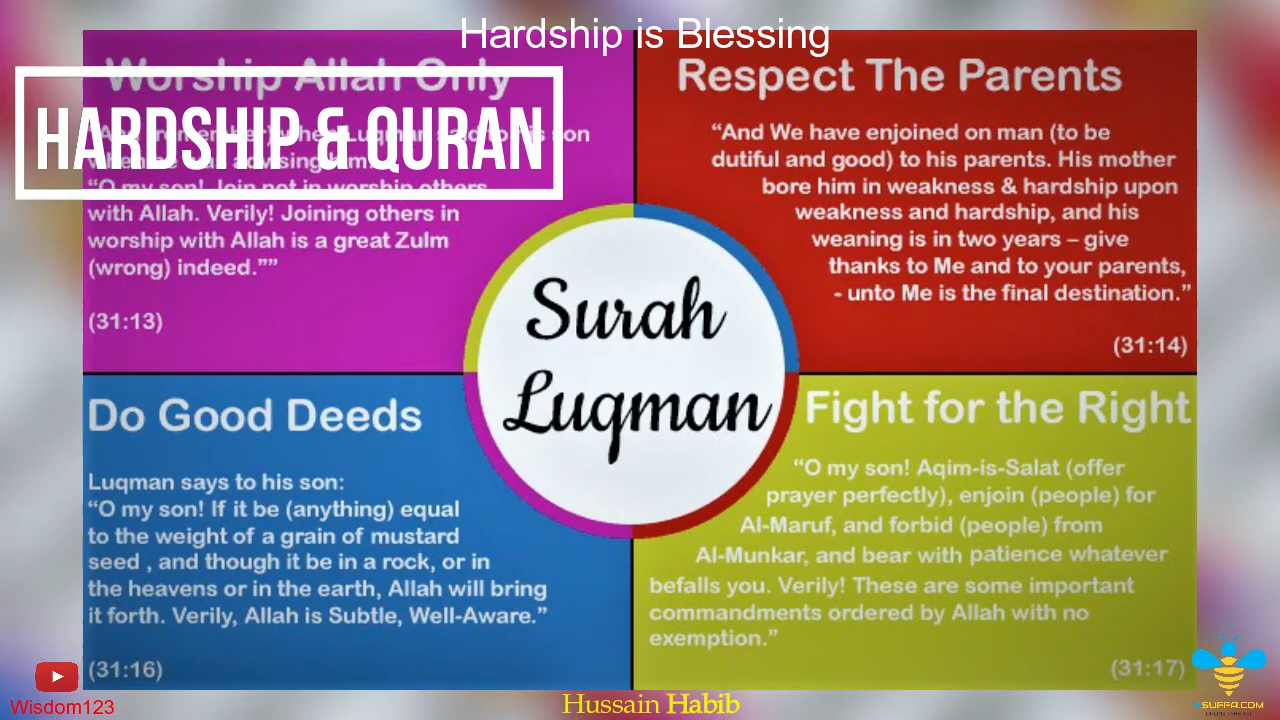 Hardship is Blessing
Worship Allah Only
HARDSHIP & QURAN
son
with Allah. Verily! Joining others in
worship with Allah is a great Zulm
(wrong) indeed.””
(31:13)
Respect The Parents
“And We have enjoined on man (to be
dutiful and good) to his parents. His mother
bore him in weakness & hardship upon
weakness and hardship, and his
weaning is in two years – give
thanks to Me and to your parents,
- unto Me is the final destination.”
(31:14)
Surah
Luqman
Do Good Deeds
Luqman says to his son:
“O my son! If it be (anything) equal
to the weight of a grain of mustard
seed , and though it be in a rock, or in
the heavens or in the earth, Allah will bring
it forth. Verily, Allah is Subtle, Well-Aware.”
(31:16)
Fight for the Right
“O my son! Aqim-is-Salat (offer
prayer perfectly), enjoin (people) for
Al-Maruf, and forbid (people) from
Al-Munkar, and bear with patience whatever
befalls you. Verily! These are some important
commandments ordered by Allah with no
exemption.”
(31:17)
Wisdom123
Hussain Habib
SUFFA.COM